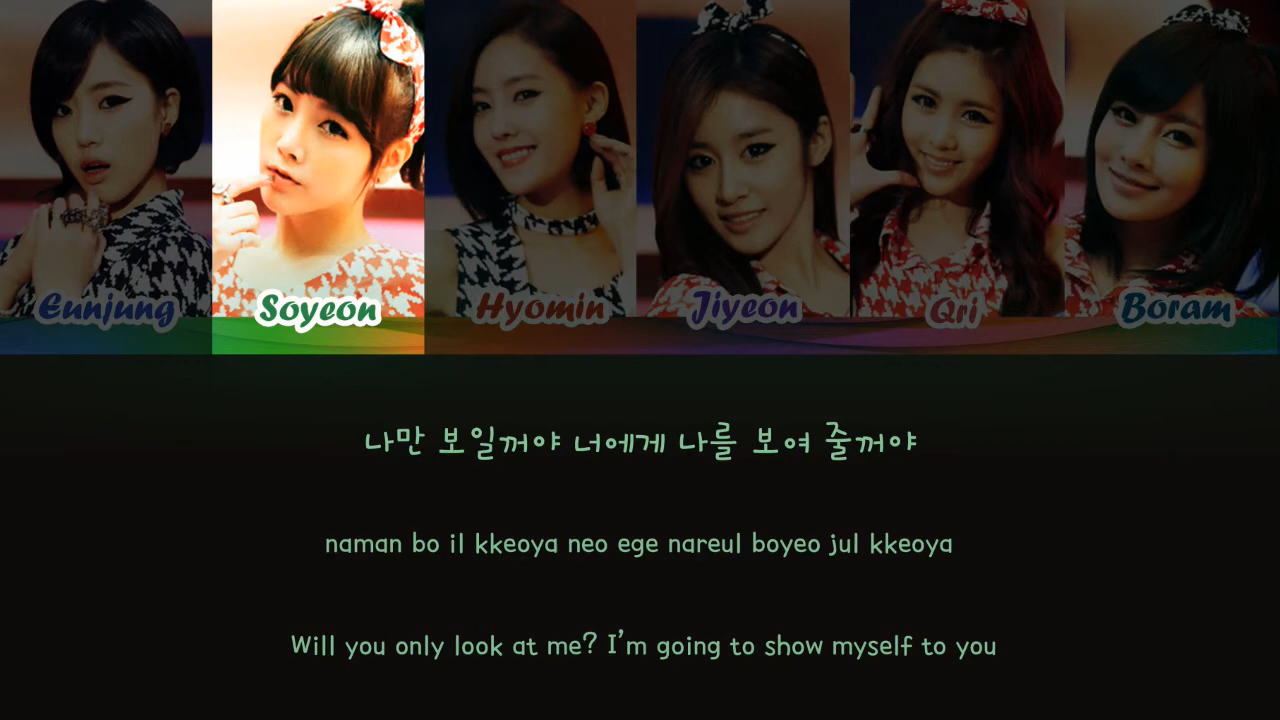 Eunjung Soyeon Hyomin Jiyeon Qri Boram
나만 보일꺼야 너에게 나를 보여 줄꺼야
naman bo il kkeoya neo ege nareul boyeo jul kkeoya
Will you only look at me? I'm going to show myself to you